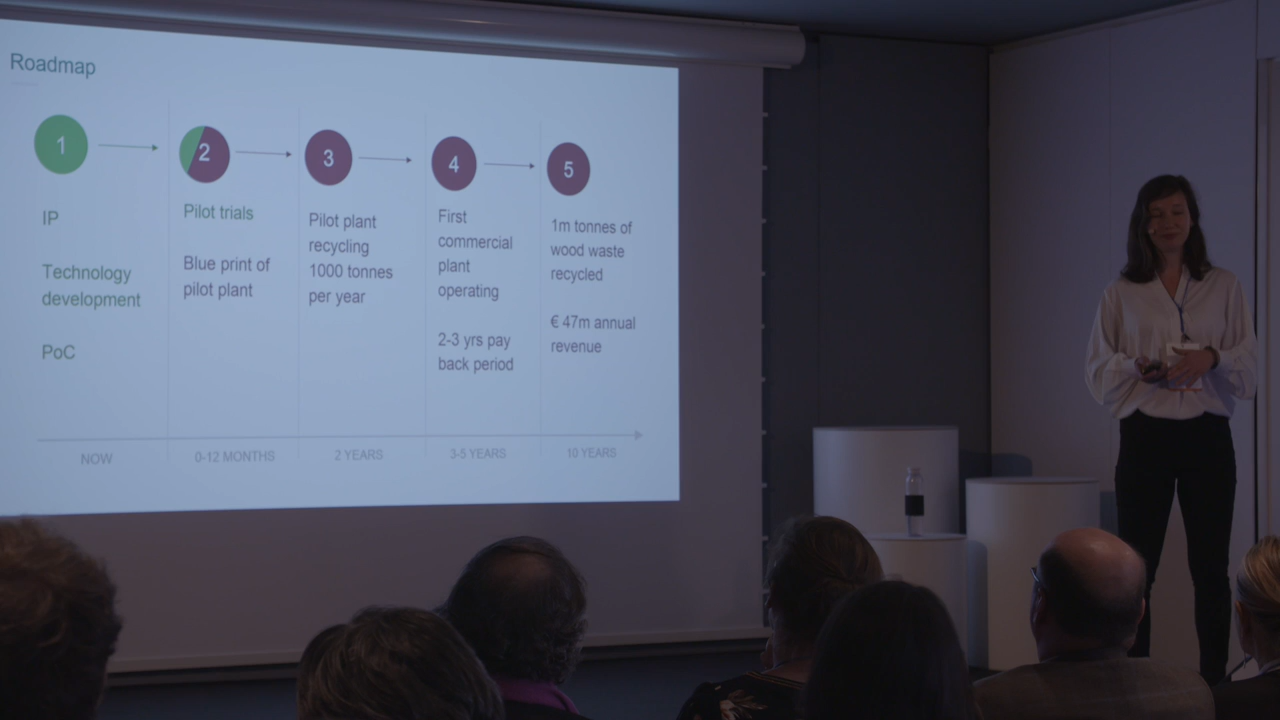 Roadmap
1
2
3
4
5
IP
Technology
development
PoC
Pilot trials
Blue print of
pilot plant
Pilot plant
recycling
1000 tonnes
per year
First
commercial
plant
operating
2-3 yrs pay
back period
1m tonnes of
wood waste
recycled
€ 47m annual
revenue
NOW
0-12 MONTHS
2 YEARS
3-5 YEARS
10 YEARS